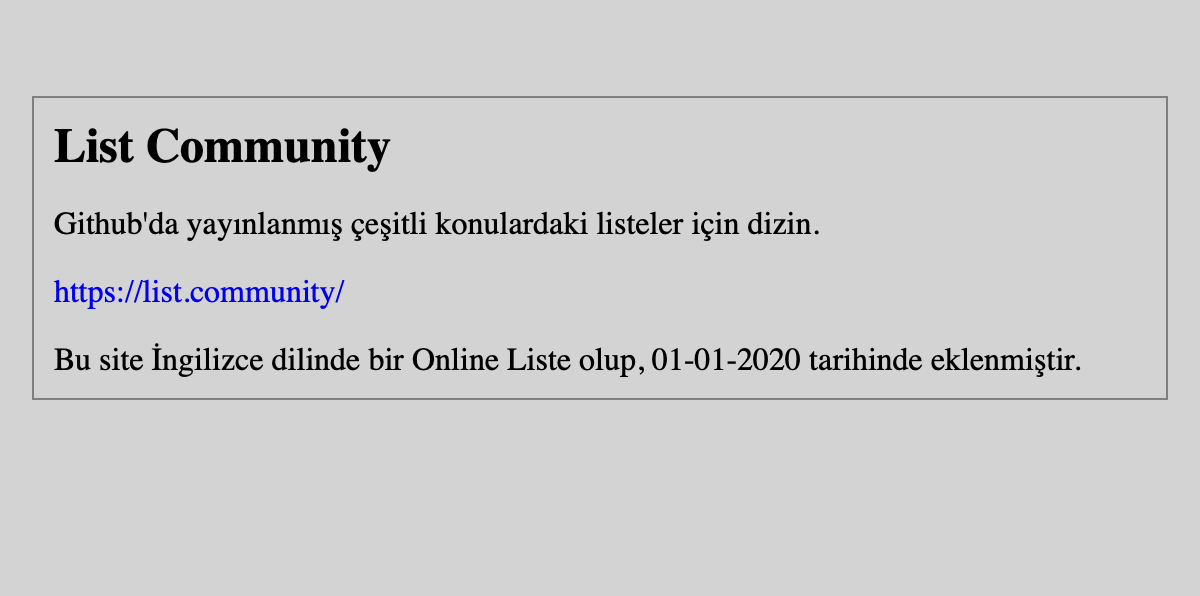 List Community
Github'da yayınlanmış çeşitli konulardaki listeler için dizin.
https://list.community/
Bu site İngilizce dilinde bir Online Liste olup, 01-01-2020 tarihinde eklenmiştir.